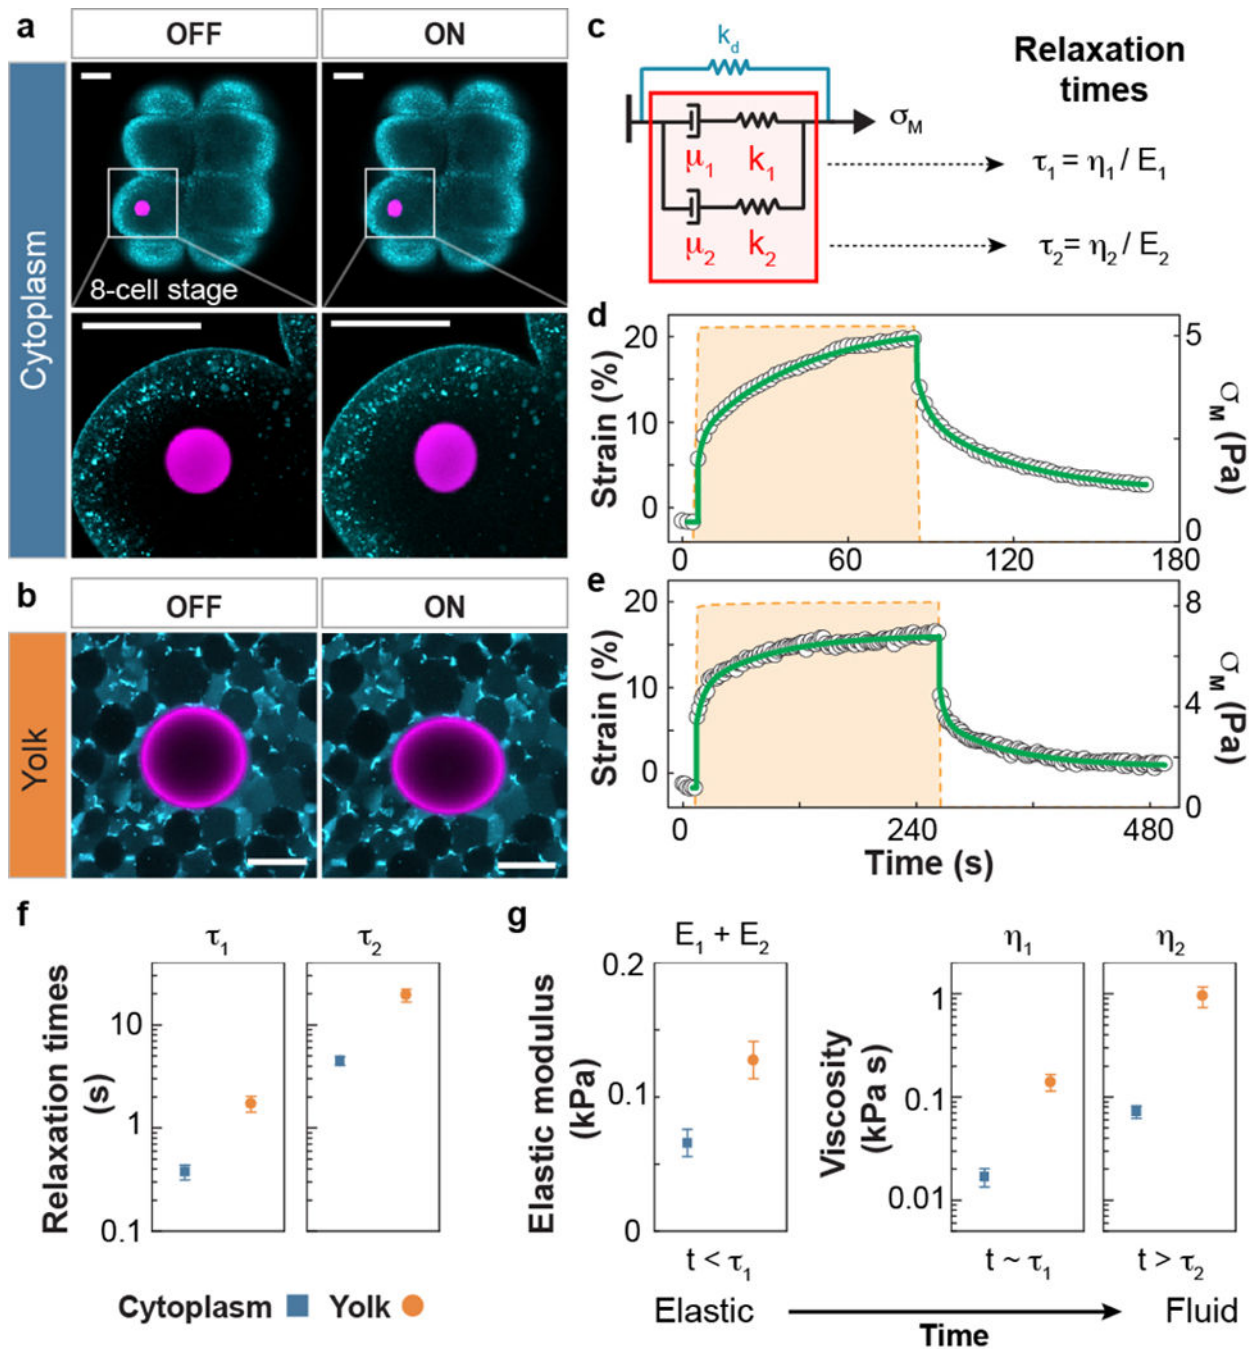 a
OFF
ON
Cytoplasm
8-cell stage
b
OFF
ON
Yolk
c
k_d
σ_M
μ_1 k_1
μ_2 k_2
Relaxation
times
τ_1 = η_1 / E_1
τ_2= η_2 / E_2
d
Strain (%)
20
10
0
5
0
σ_M (Pa)
0 60 120 180
e
Strain (%)
20
10
0
8
4
0
σ_M (Pa)
0 240 480
Time (s)
f
τ_1 τ_2
Relaxation times
(s)
10
1
0.1
Cytoplasm Yolk
g
E_1 + E_2
Elastic modulus
(kPa)
0.2
0.1
0
t < τ_1
η_1 η_2
Viscosity
(kPa s)
1
0.1
0.01
t ~ τ_1 t > τ_2
Elastic Fluid
Time